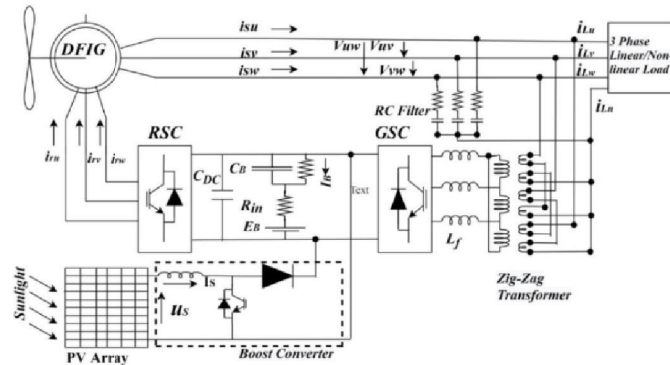 DFIG
isu
isv
isw
Vuw
Vuv
Vvw
iLu
iLv
iLw
iLn
3 Phase
Linear/Non-
linear Load
RC Filter
RSC
GSC
iru
irv
irw
CDC
CB
IB
Rin
EB
Text
Lf
Zig-Zag
Transformer
Sunlight
Is
us
PV Array
Boost Converter